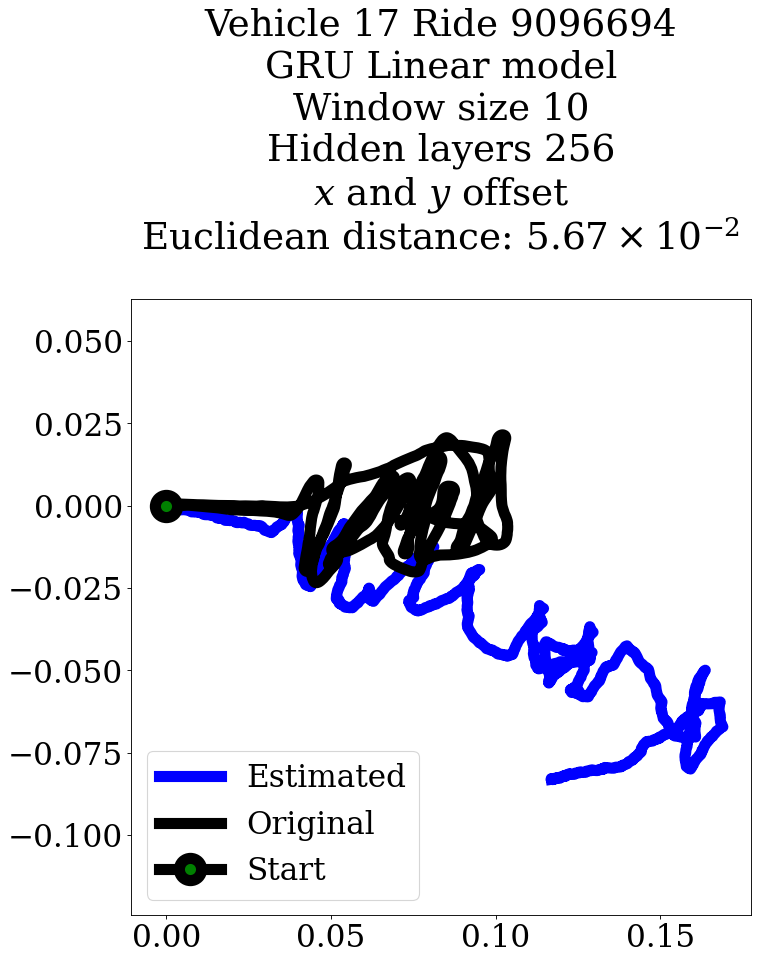 Vehicle 17 Ride 9096694
GRU Linear model
Window size 10
Hidden layers 256
x and y offset
Euclidean distance: 5.67 × 10⁻²
0.050
0.025
0.000
−0.025
−0.050
−0.075
−0.100
Estimated
Original
Start
0.00 0.05 0.10 0.15